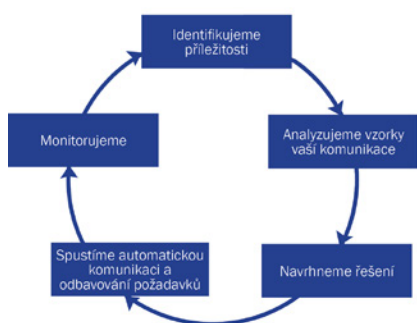 Identifikujeme
příležitosti
Analyzujeme vzorky
vaší komunikace
Navrhneme řešení
Spustíme automatickou
komunikaci a
odbavování požadavků
Monitorujeme